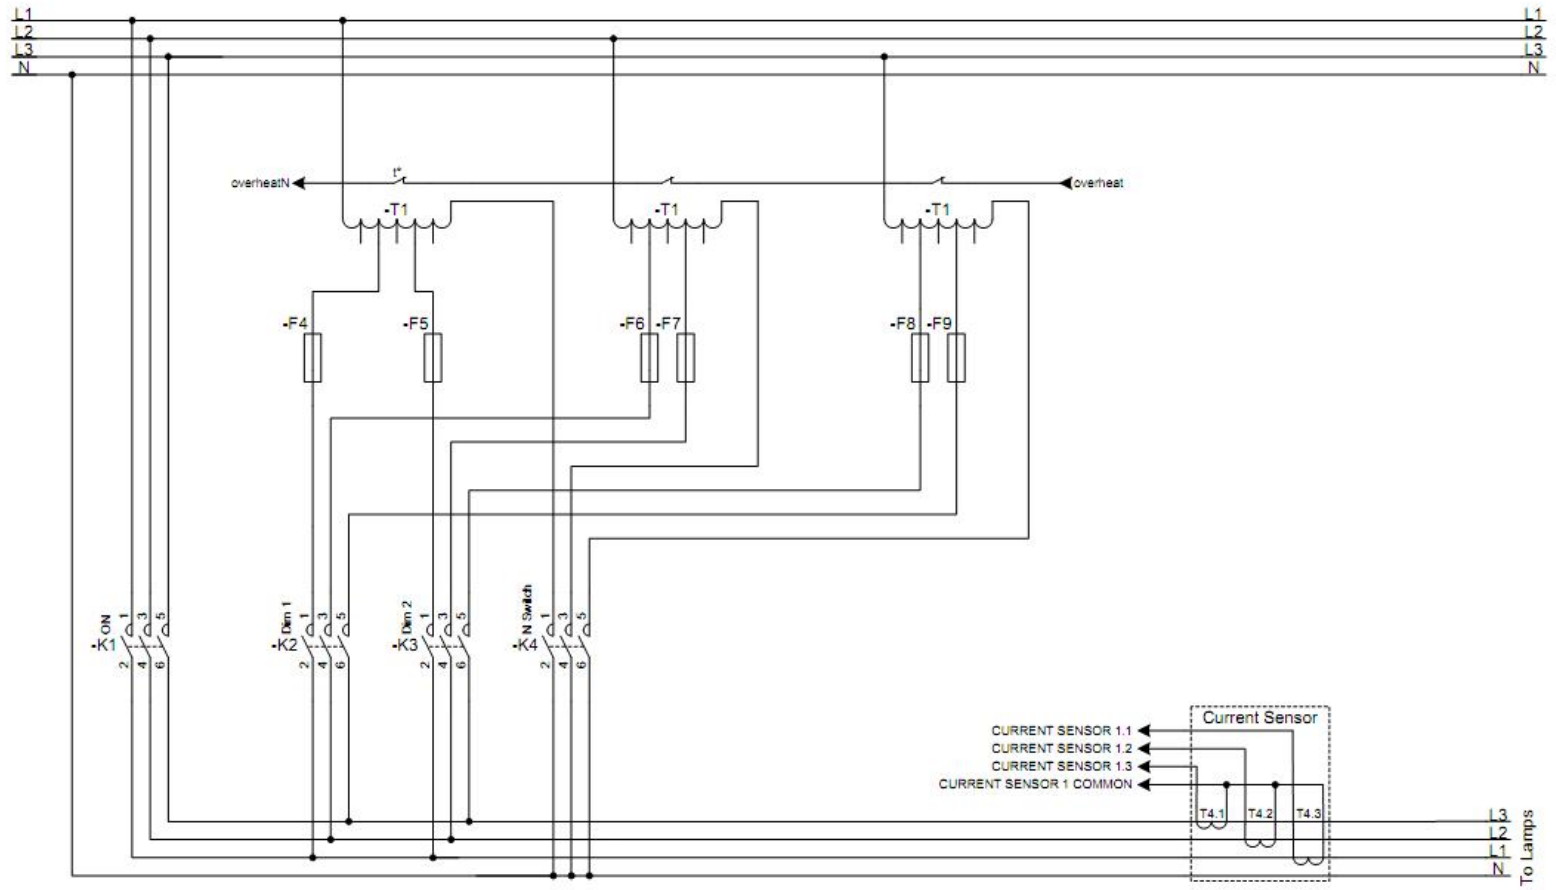 L1 L1
L2 L2
L3 L3
N N
overheatN t° overheat
-T1 -T1 -T1
-F4 -F5 -F6 -F7 -F8 -F9
ON 1 3 5 Dim 1 1 3 5 Dim 2 1 3 5 N Switch 1 3 5
-K1 -K2 -K3 -K4
2 4 6 2 4 6 2 4 6 2 4 6
Current Sensor
CURRENT SENSOR 1.1
CURRENT SENSOR 1.2
CURRENT SENSOR 1.3
CURRENT SENSOR 1 COMMON
T4.1 T4.2 T4.3
L3
L2
L1
N
To Lamps